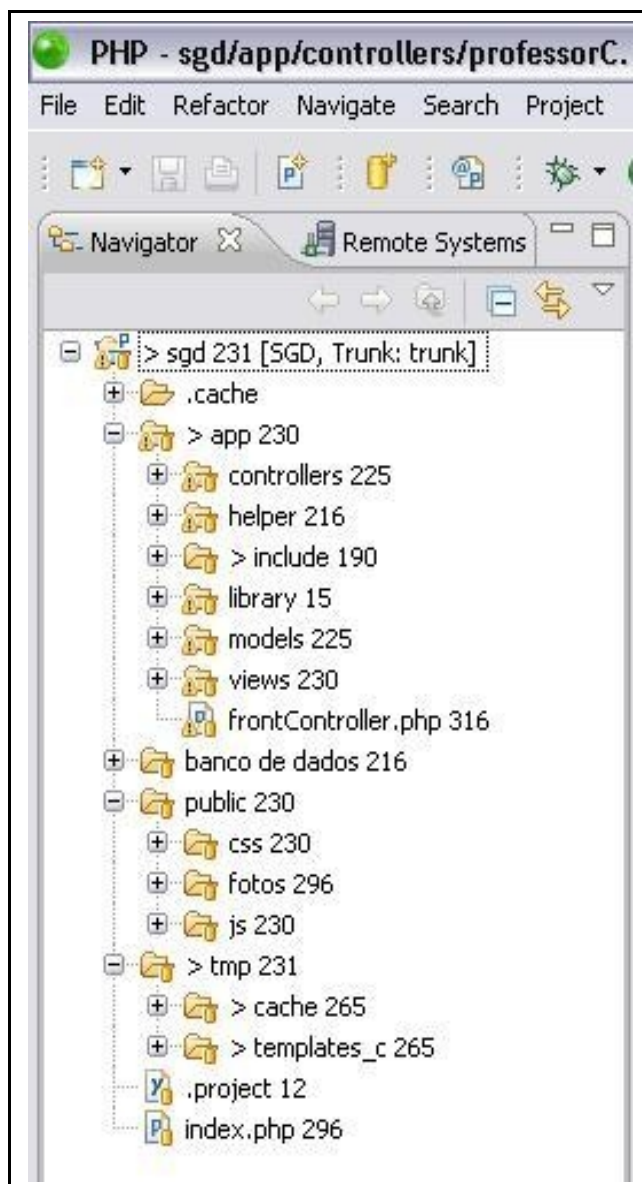 PHP - sgd/app/controllers/professorC.
File Edit Refactor Navigate Search Project
Navigator Remote Systems
> sgd 231 [SGD, Trunk: trunk]
.cache
> app 230
controllers 225
helper 216
> include 190
library 15
models 225
views 230
frontController.php 316
banco de dados 216
public 230
css 230
fotos 296
js 230
> tmp 231
> cache 265
> templates_c 265
.project 12
index.php 296